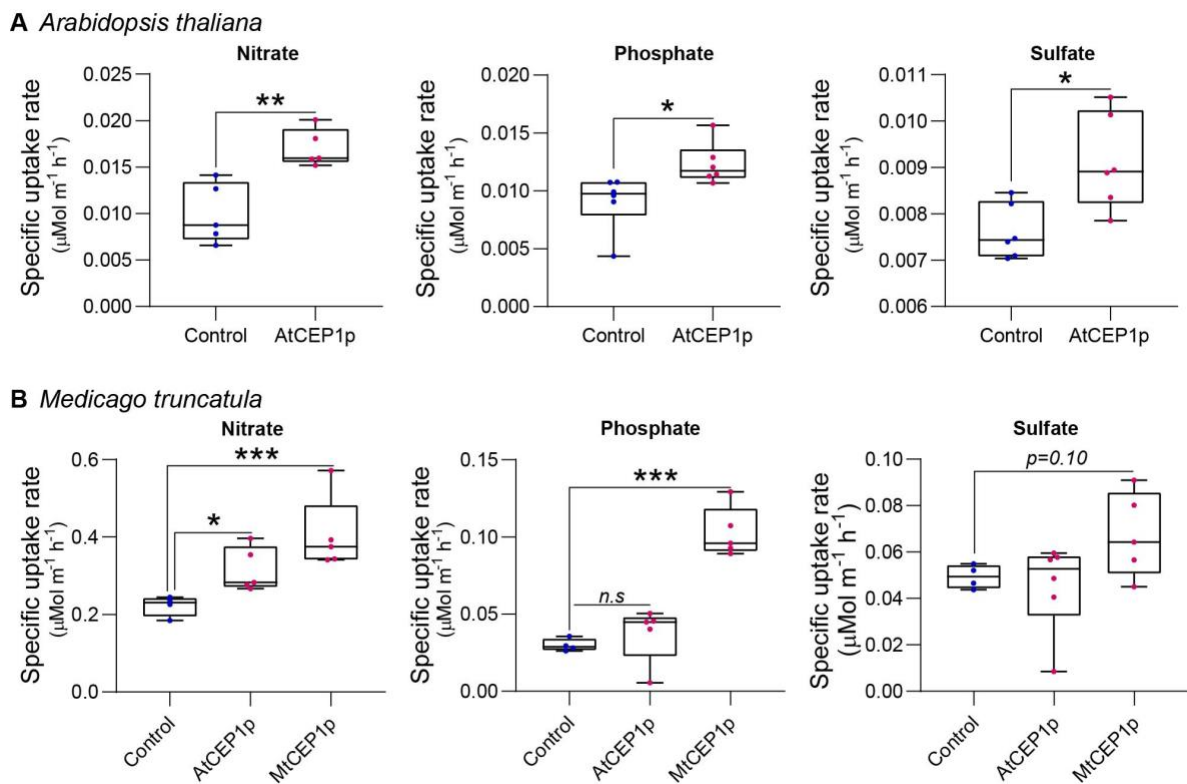 A Arabidopsis thaliana
Nitrate
Specific uptake rate
(µMol m⁻¹ h⁻¹)
0.025
0.020
0.015
0.010
0.005
0.000
**
Control AtCEP1p
Phosphate
Specific uptake rate
(µMol m⁻¹ h⁻¹)
0.020
0.015
0.010
0.005
0.000
*
Control AtCEP1p
Sulfate
Specific uptake rate
(µMol m⁻¹ h⁻¹)
0.011
0.010
0.009
0.008
0.007
0.006
*
Control AtCEP1p
B Medicago truncatula
Nitrate
Specific uptake rate
(µMol m⁻¹ h⁻¹)
0.6
0.4
0.2
0.0
***
*
Control
AtCEP1p
MtCEP1p
Phosphate
Specific uptake rate
(µMol m⁻¹ h⁻¹)
0.15
0.10
0.05
0.00
***
n.s
Control
AtCEP1p
MtCEP1p
Sulfate
Specific uptake rate
(µMol m⁻¹ h⁻¹)
0.10
0.08
0.06
0.04
0.02
0.00
p=0.10
Control
AtCEP1p
MtCEP1p